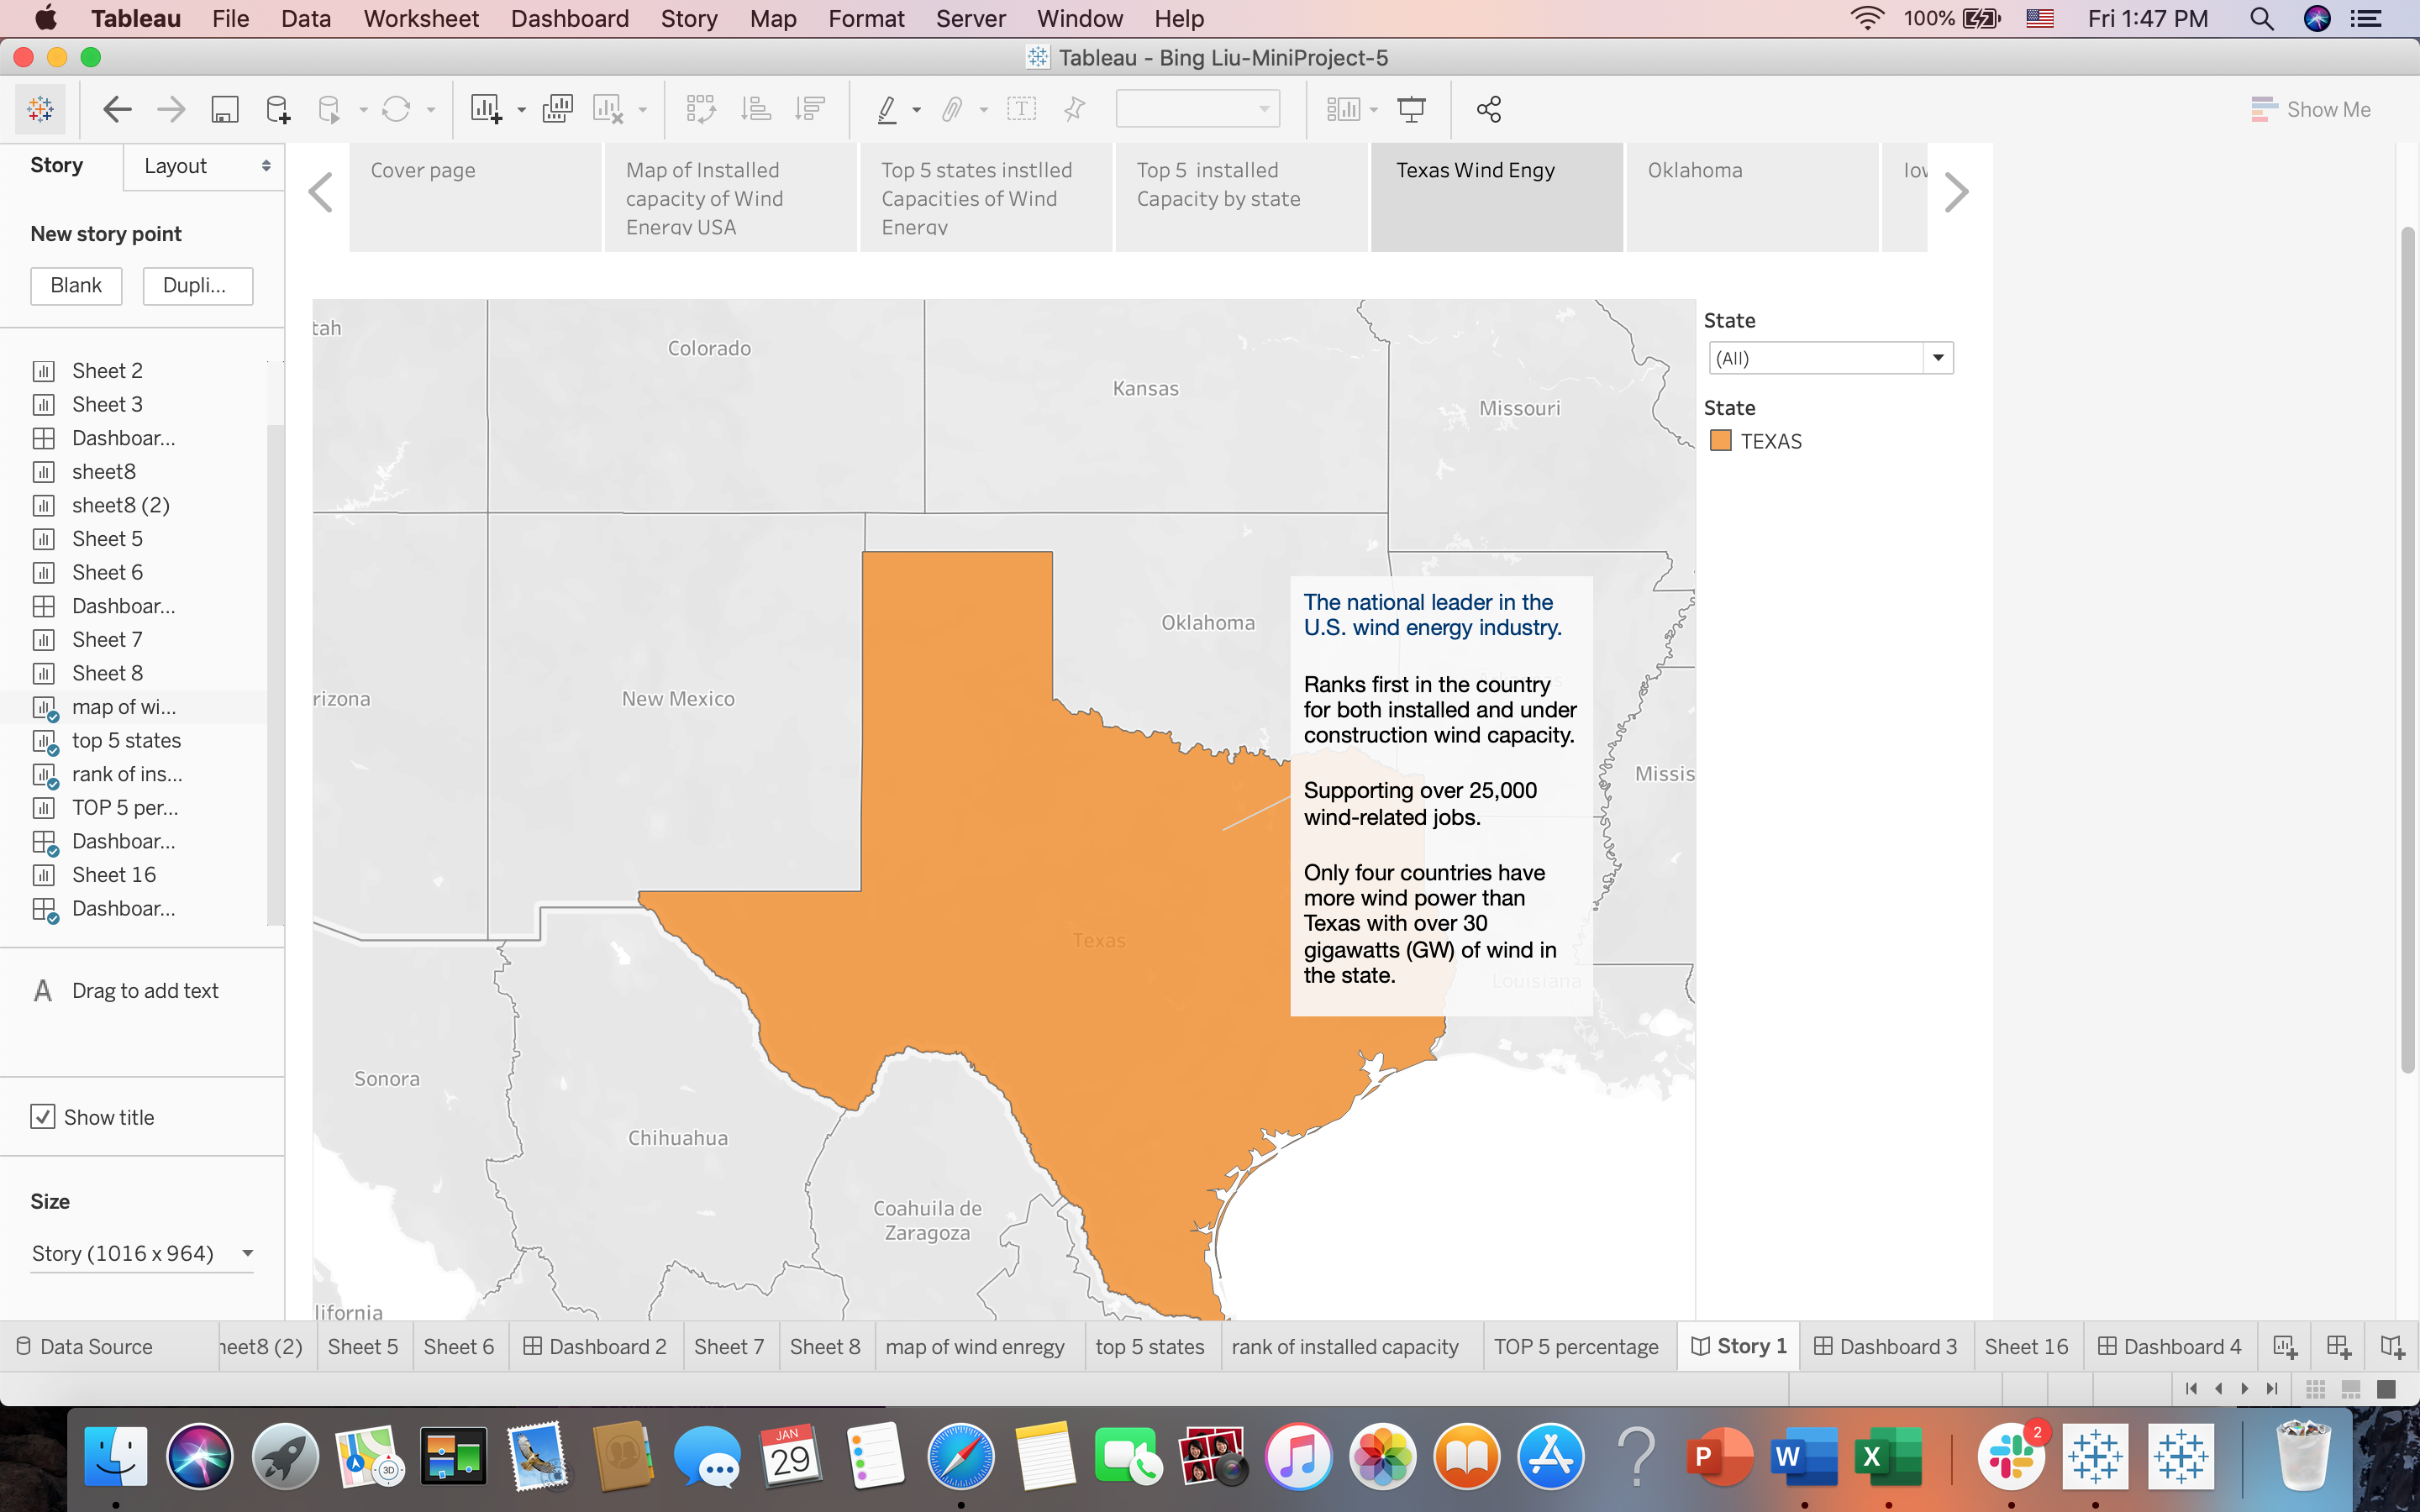 Tableau File Data Worksheet Dashboard Story Map Format Server Window Help 100% Fri 1:47 PM
Tableau - Bing Liu-MiniProject-5
Show Me
Story Layout
New story point
Blank Dupli...
Sheet 2
Sheet 3
Dashboar...
sheet8
sheet8 (2)
Sheet 5
Sheet 6
Dashboar...
Sheet 7
Sheet 8
map of wi...
top 5 states
rank of ins...
TOP 5 per...
Dashboar...
Sheet 16
Dashboar...
A Drag to add text
Show title
Size
Story (1016 x 964)
Cover page
Map of Installed
capacity of Wind
Energy USA
Top 5 states instlled
Capacities of Wind
Energy
Top 5 installed
Capacity by state
Texas Wind Engy
Oklahoma
Iow
tah
Colorado
Kansas
Missouri
rizona
New Mexico
Oklahoma
Missis
Texas
Louisiana
Sonora
Chihuahua
Coahuila de
Zaragoza
lifornia
The national leader in the
U.S. wind energy industry.
Ranks first in the country
for both installed and under
construction wind capacity.
Supporting over 25,000
wind-related jobs.
Only four countries have
more wind power than
Texas with over 30
gigawatts (GW) of wind in
the state.
State
(All)
State
TEXAS
Data Source heet8 (2) Sheet 5 Sheet 6 Dashboard 2 Sheet 7 Sheet 8 map of wind enregy top 5 states rank of installed capacity TOP 5 percentage Story 1 Dashboard 3 Sheet 16 Dashboard 4
3D
JAN
29
P
W
X
2